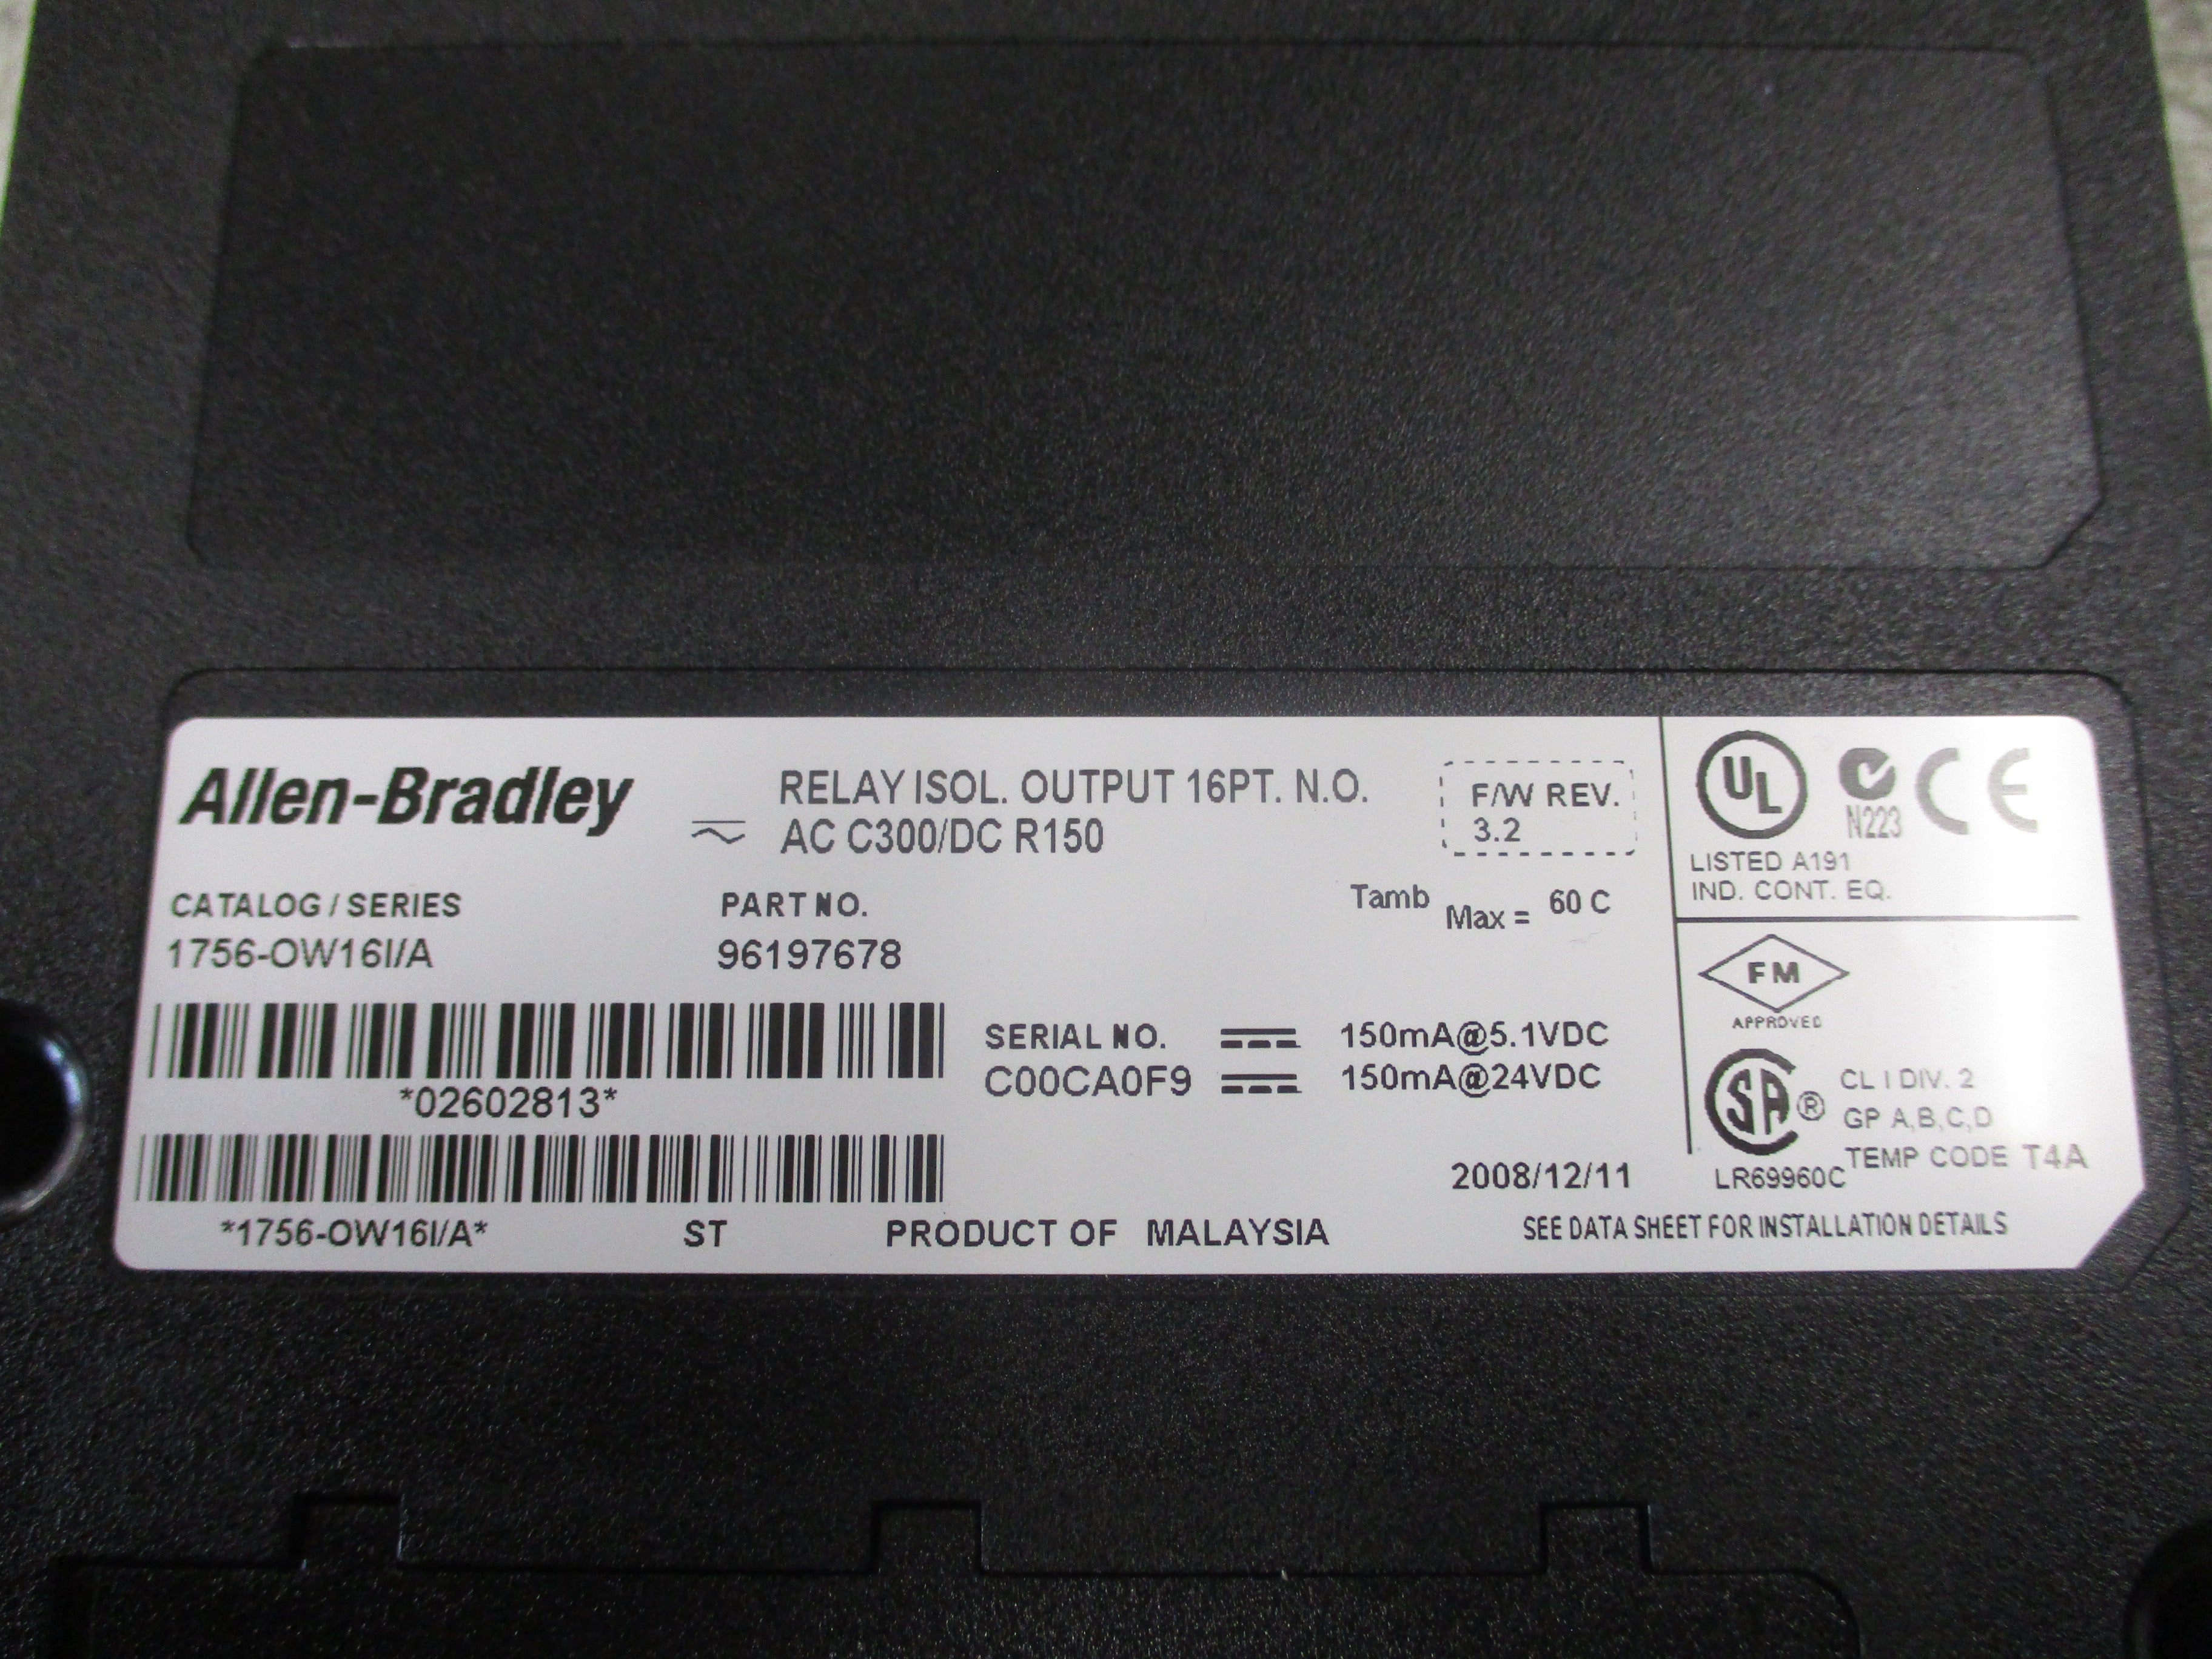 Allen-Bradley
RELAY ISOL. OUTPUT 16PT. N.O.
AC C300/DC R150
F/W REV.
3.2
CATALOG / SERIES
1756-OW16I/A
PART NO.
96197678
Tamb Max = 60 C
*02602813*
SERIAL NO.
C00CA0F9
150mA@5.1VDC
150mA@24VDC
2008/12/11
*1756-OW16I/A*
ST
PRODUCT OF MALAYSIA
UL
N223
CE
LISTED A191
IND. CONT. EQ.
FM
APPROVED
SA®
CL I DIV. 2
GP A,B,C,D
TEMP CODE T4A
LR69960C
SEE DATA SHEET FOR INSTALLATION DETAILS